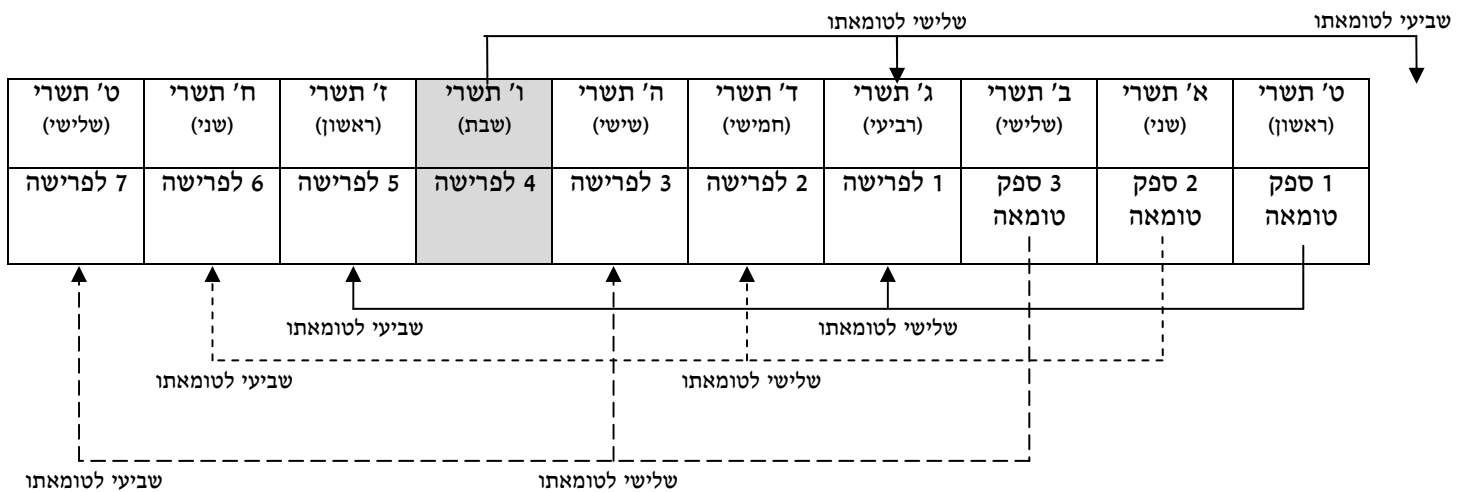 שביעי לטומאתו
שלישי לטומאתו
ט' תשרי
א' תשרי
ב' תשרי
ג' תשרי
ד' תשרי
ה' תשרי
ו' תשרי
ז' תשרי
ח' תשרי
ט' תשרי
(ראשון)
(שני)
(שלישי)
(רביעי)
(חמישי)
(שישי)
(שבת)
(ראשון)
(שני)
(שלישי)
1 ספק
טומאה
2 ספק
טומאה
3 ספק
טומאה
1 לפרישה
2 לפרישה
3 לפרישה
4 לפרישה
5 לפרישה
6 לפרישה
7 לפרישה
שלישי לטומאתו
שביעי לטומאתו
שלישי לטומאתו
שביעי לטומאתו
שלישי לטומאתו
שביעי לטומאתו